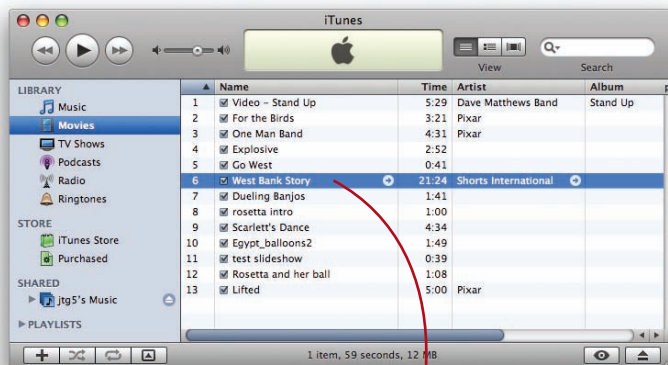 iTunes
View
Search
LIBRARY
Music
Movies
TV Shows
Podcasts
Radio
Ringtones
STORE
iTunes Store
Purchased
SHARED
jtg5's Music
PLAYLISTS
Name Time Artist Album
1 Video – Stand Up 5:29 Dave Matthews Band Stand Up
2 For the Birds 3:21 Pixar
3 One Man Band 4:31 Pixar
4 Explosive 2:52
5 Go West 0:41
6 West Bank Story 21:24 Shorts International
7 Dueling Banjos 1:41
8 rosetta intro 1:00
9 Scarlett's Dance 4:34
10 Egypt_balloons2 1:49
11 test slideshow 0:39
12 Rosetta and her ball 1:08
13 Lifted 5:00 Pixar
1 item, 59 seconds, 12 MB